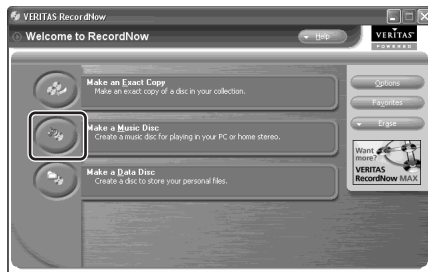 VERITAS RecordNow
Welcome to RecordNow
Help
VERITAS
POWERED
Make an Exact Copy
Make an exact copy of a disc in your collection.
Options
Favorites
Make a Music Disc
Create a music disc for playing in your PC or home stereo.
Erase
Want more?
VERITAS
RecordNow MAX
Make a Data Disc
Create a disc to store your personal files.